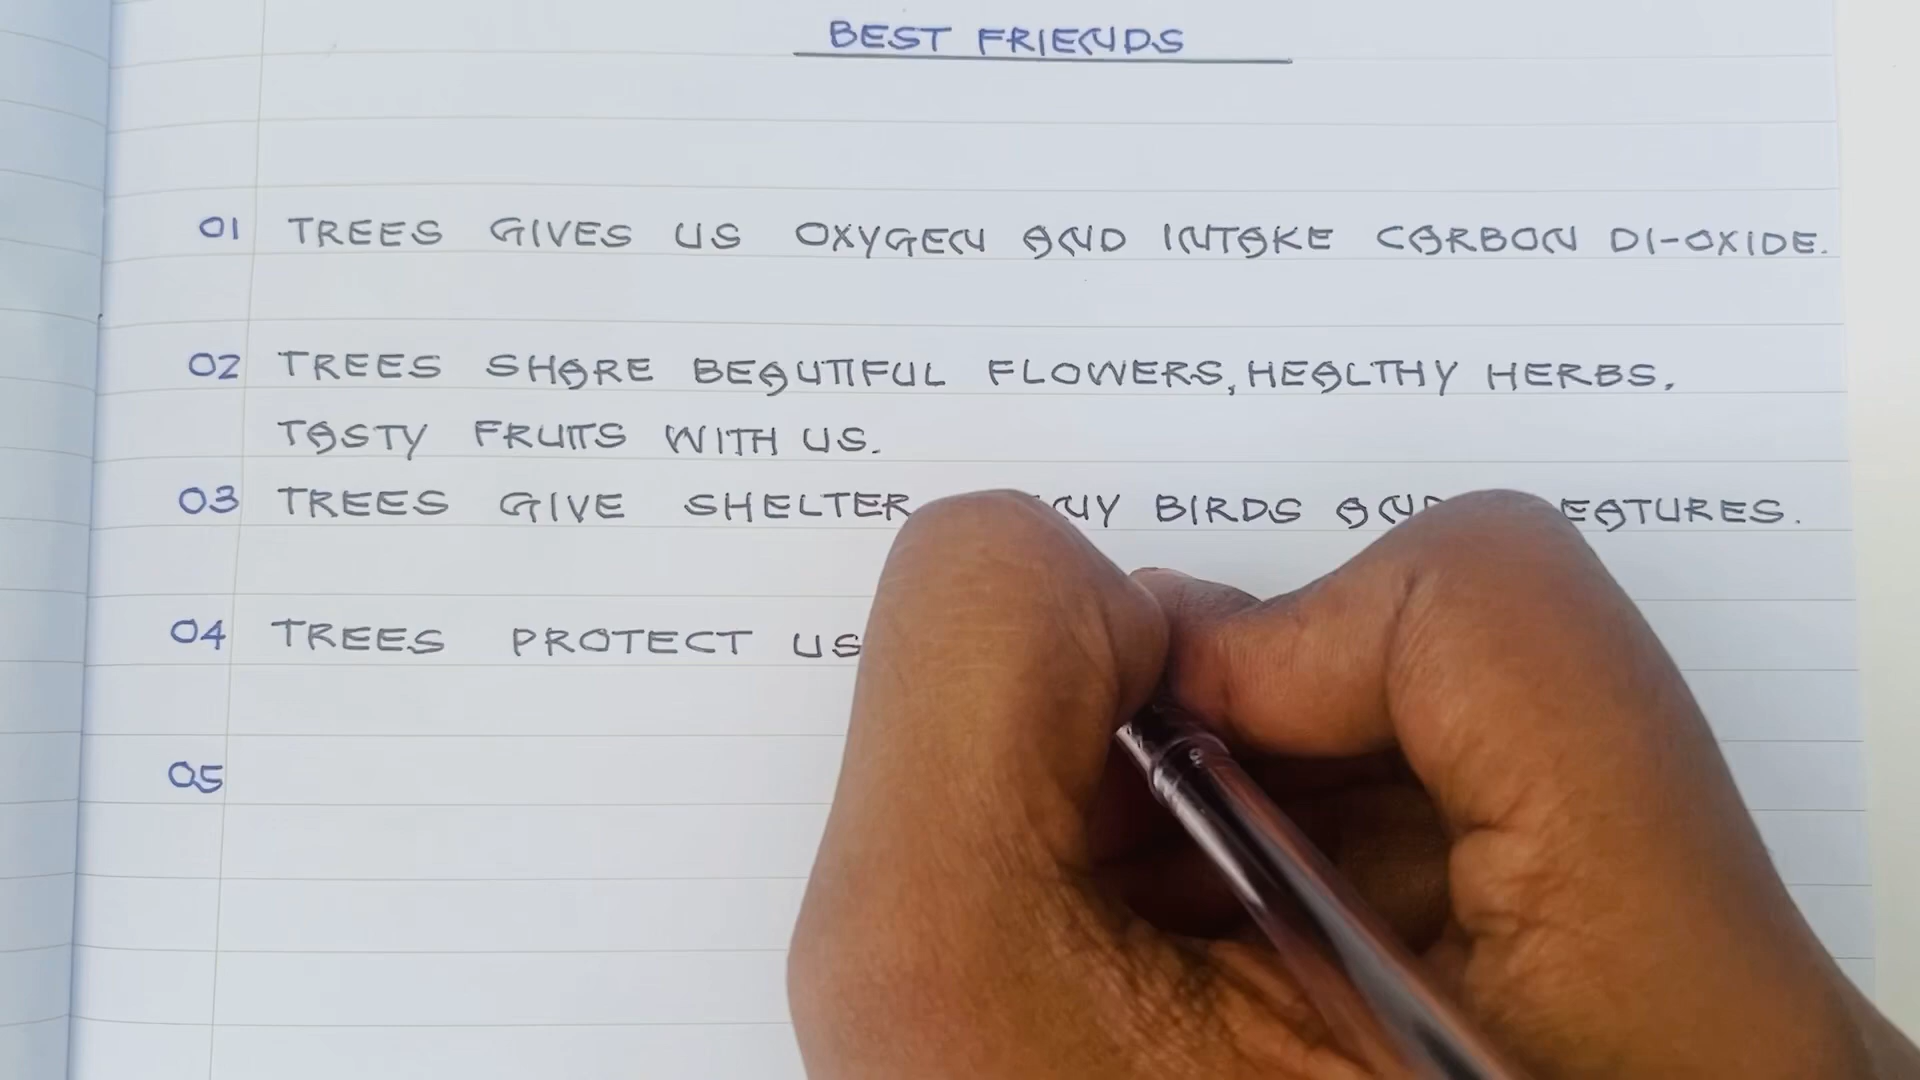 BEST FRIENDS
01 TREES GIVES US OXYGEN AND INTAKE CARBON DI-OXIDE.
02 TREES SHARE BEAUTIFUL FLOWERS, HEALTHY HERBS,
TASTY FRUITS WITH US.
03 TREES GIVE SHELTER BIRDS
04 TREES PROTECT US
05